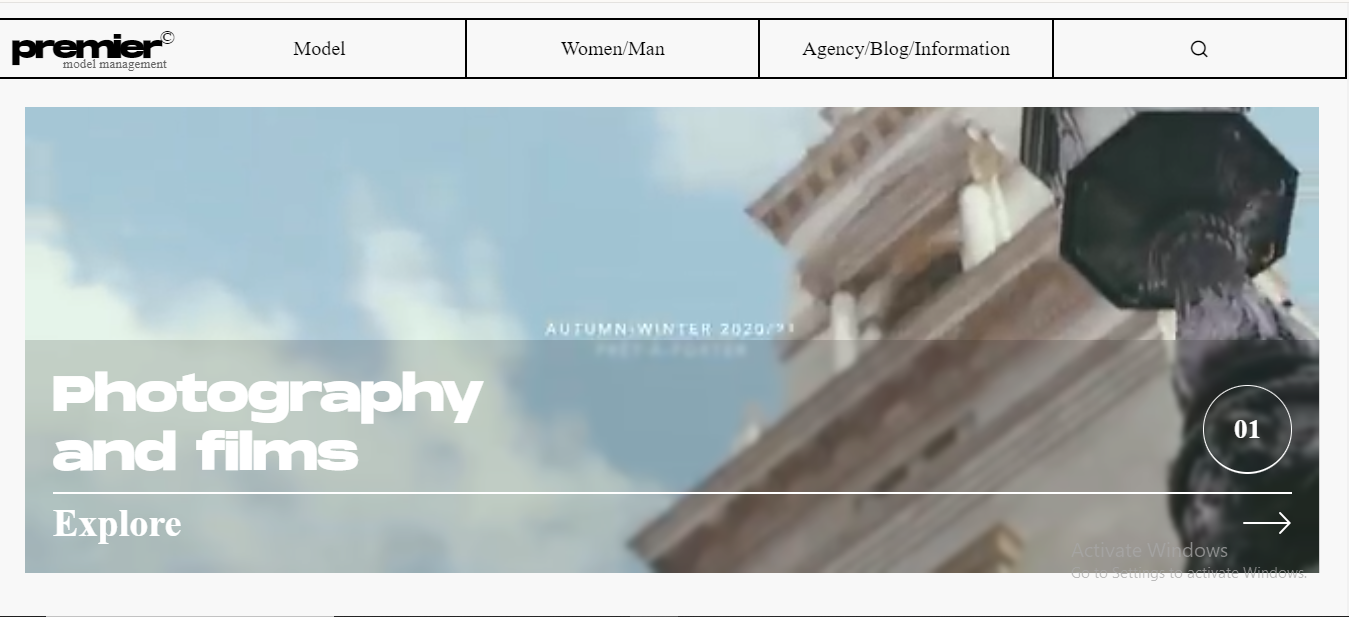 premier©
model management
Model
Women/Man
Agency/Blog/Information
AUTUMN-WINTER 2020/21
PRÊT-À-PORTER
Photography
and films
01
Explore
Activate Windows
Go to Settings to activate Windows.